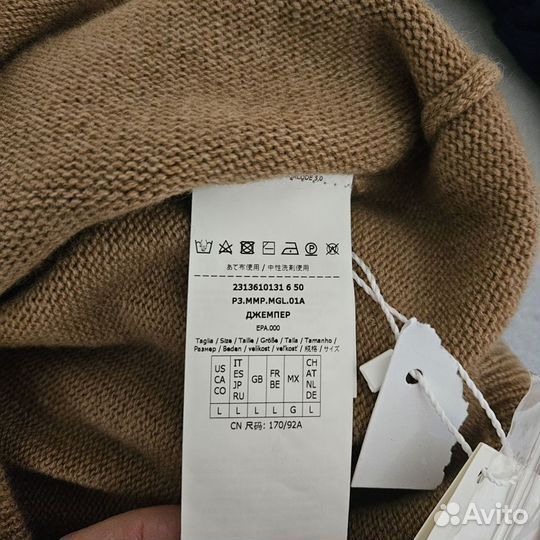 あて布使用 / 中性洗剤使用
2313610131 6 50
P3.MMP.MGL.01A
ДЖЕМПЕР
EPA.000
Taglia / Size / Taille / Größe / Talla / Tamanho /
Размер / Beden / velikost / veľkosť / 规格 / サイズ
US CA CO IT ES JP RU GB FR BE MX CH AT NL DE
L L L L G L
CN 尺码: 170/92A
Avito